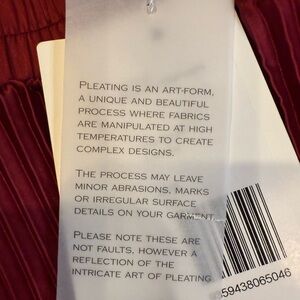 PLEATING IS AN ART-FORM,
A UNIQUE AND BEAUTIFUL
PROCESS WHERE FABRICS
ARE MANIPULATED AT HIGH
TEMPERATURES TO CREATE
COMPLEX DESIGNS.
THE PROCESS MAY LEAVE
MINOR ABRASIONS, MARKS
OR IRREGULAR SURFACE
DETAILS ON YOUR GARMENT.
PLEASE NOTE THESE ARE
NOT FAULTS, HOWEVER A
REFLECTION OF THE
INTRICATE ART OF PLEATING
59438065046